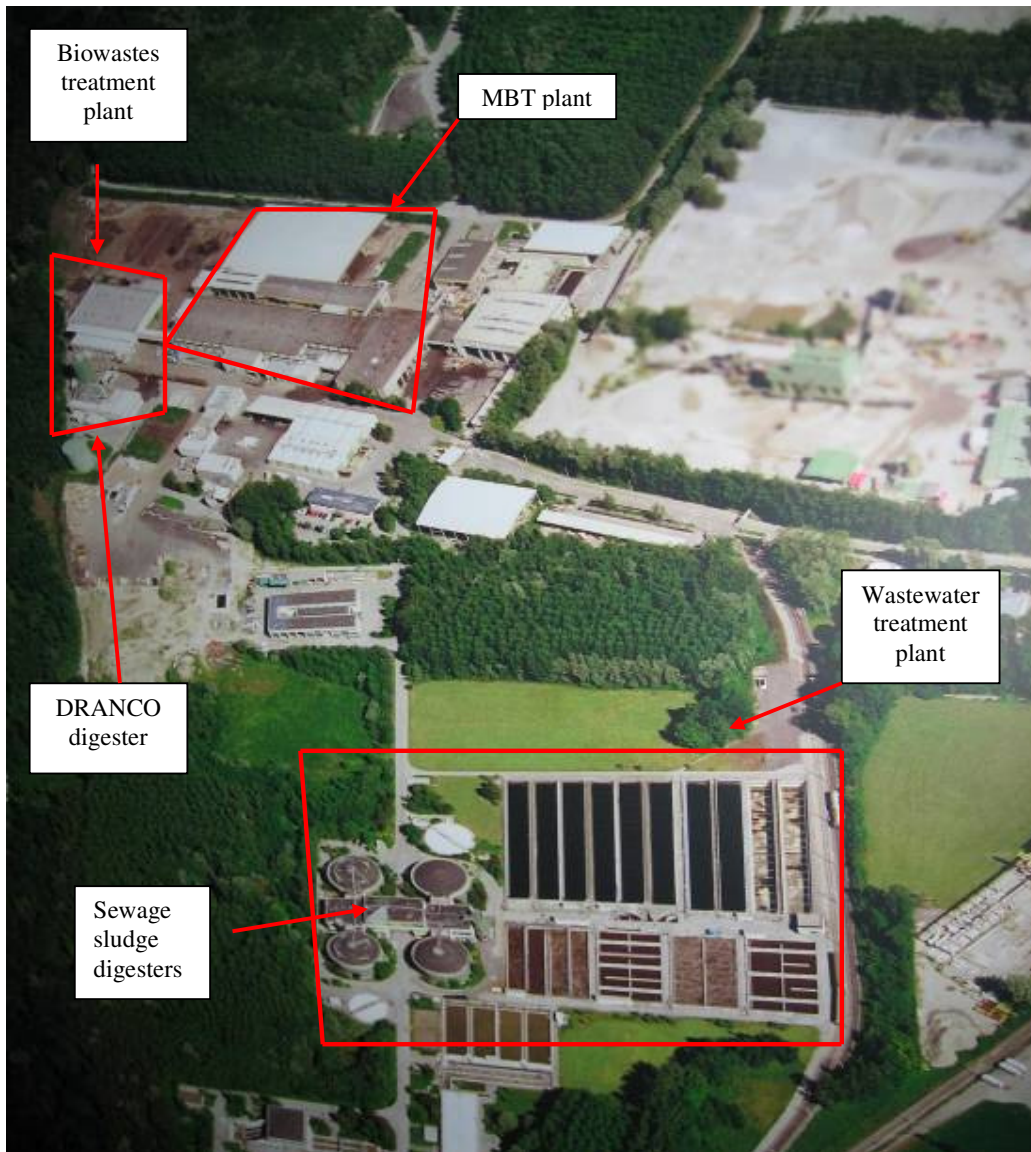 Biowastes
treatment
plant
MBT plant
Wastewater
treatment
plant
DRANCO
digester
Sewage
sludge
digesters